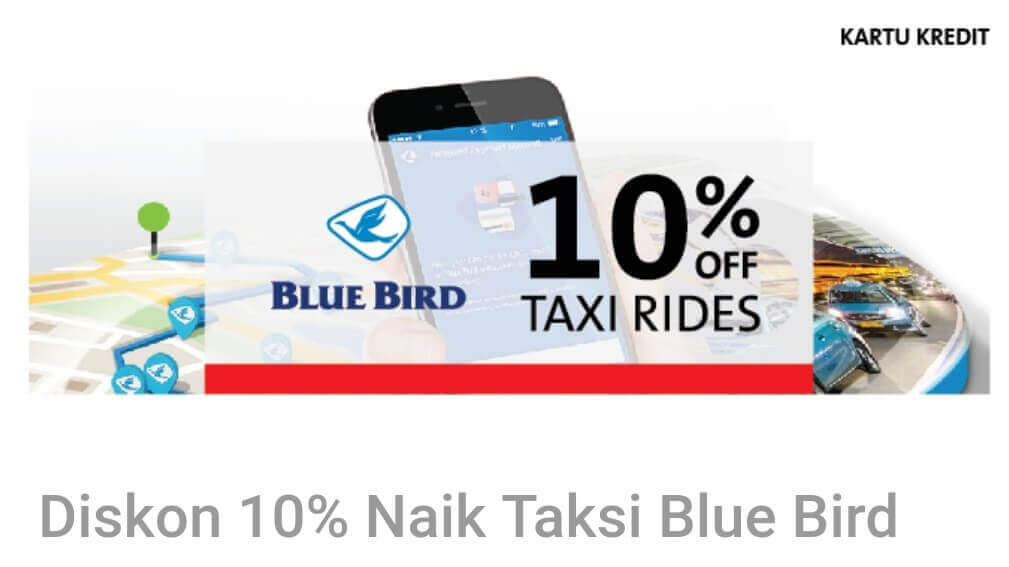 KARTU KREDIT
BLUE BIRD
10%
OFF
TAXI RIDES
Diskon 10% Naik Taksi Blue Bird